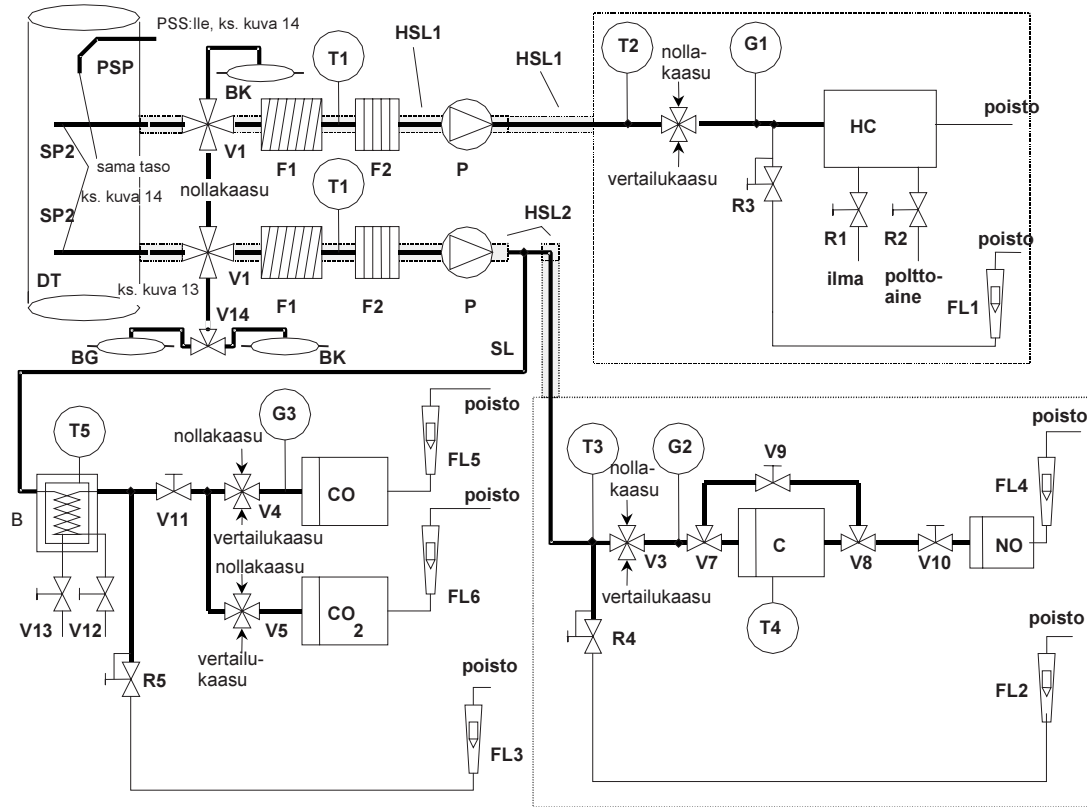 PSS:lle, ks. kuva 14
PSP
BK
T1
HSL1
HSL1
T2
nolla-
kaasu
G1
HC
poisto
SP2
sama taso
V1
F1
F2
P
vertailukaasu
R3
ks. kuva 14
nollakaasu
T1
HSL2
R1
R2
poisto
SP2
ilma
poltto-
aine
DT
ks. kuva 13
V1
F1
F2
P
FL1
V14
BG
BK
SL
T5
nollakaasu
G3
poisto
FL5
CO
V4
B
V11
vertailukaasu
poisto
nollakaasu
FL6
CO
2
V5
V13
V12
vertailu-
kaasu
R5
poisto
FL3
T3
nolla-
kaasu
G2
V9
poisto
FL4
C
NO
V3
V7
V8
V10
vertailukaasu
R4
T4
poisto
FL2